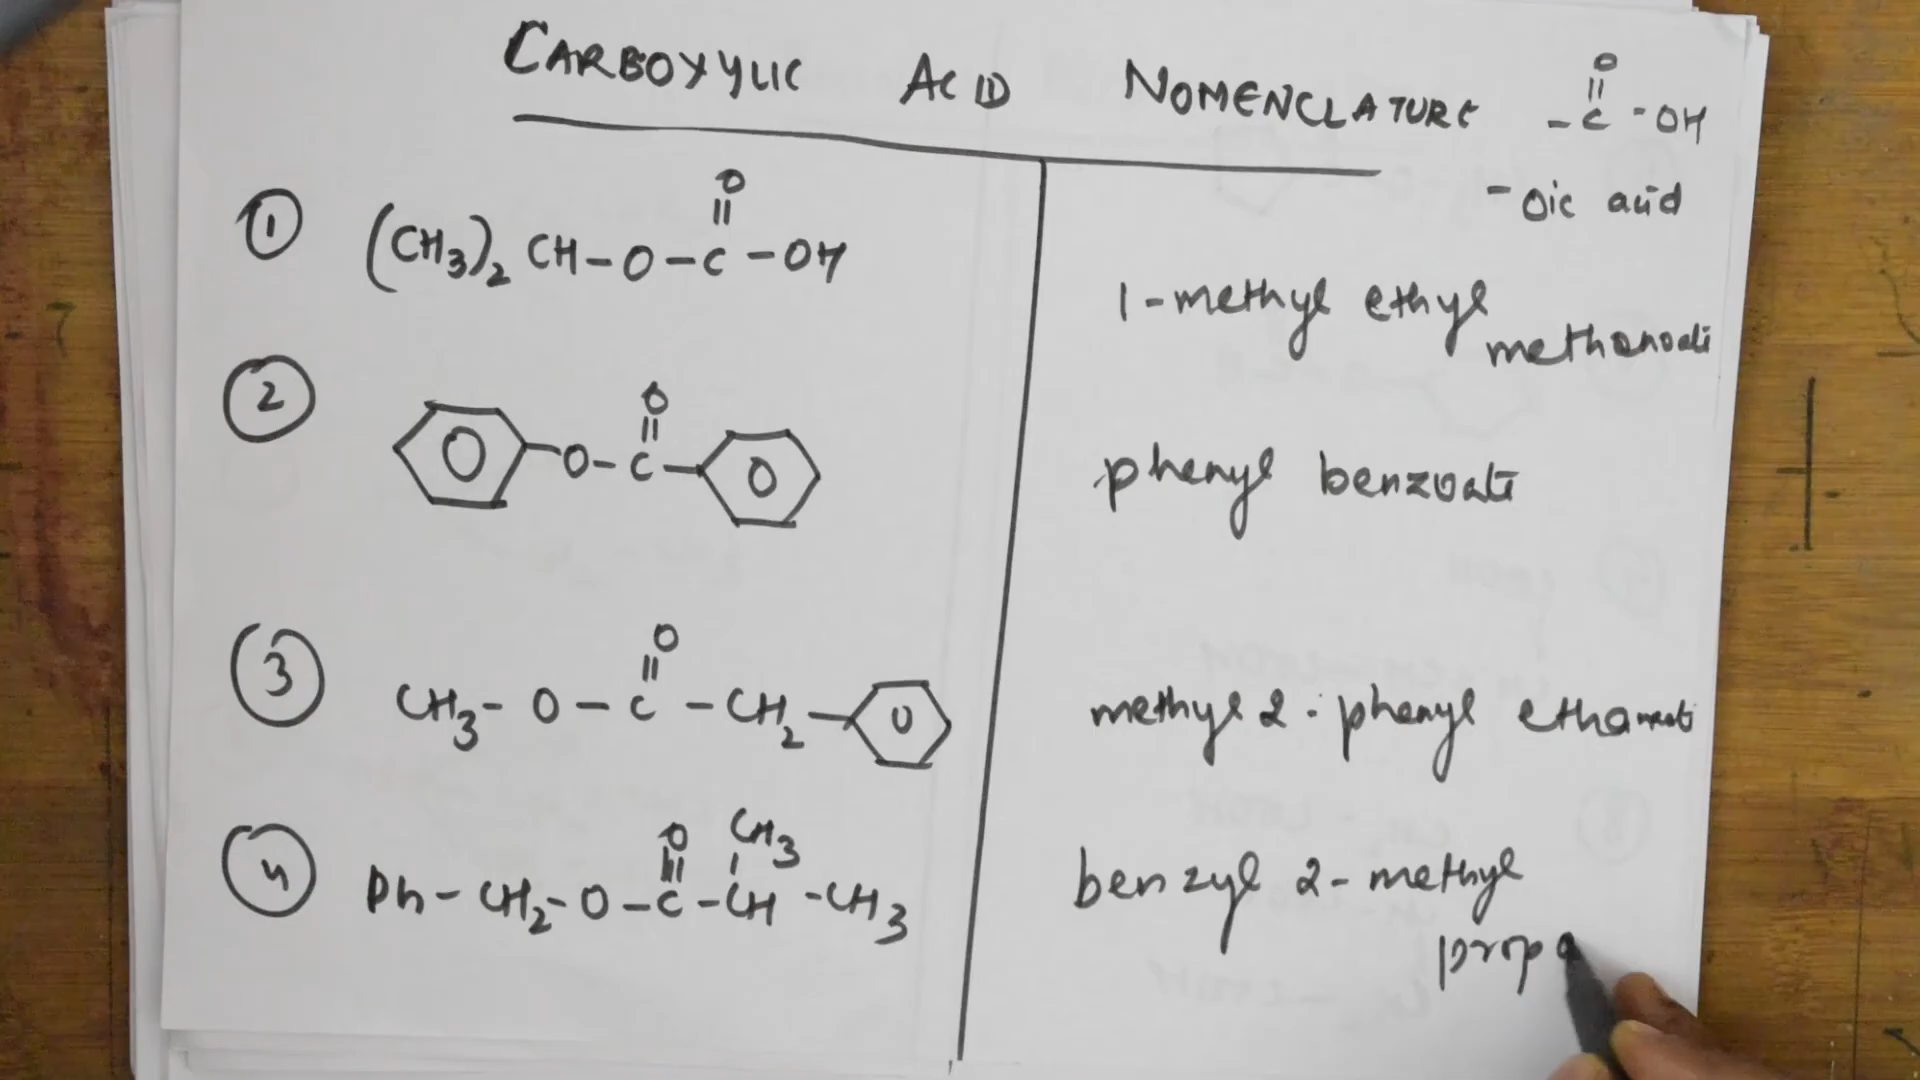 CARBOXYLIC ACID NOMENCLATURE
O
||
-C-OH
-oic acid
① (CH3)2 CH-O-C-OH
O
||
1-methyl ethyl
methanoate
② O-C
O
||
phenyl benzoate
③ CH3-O-C-CH2
O
||
methyl 2-phenyl ethanoate
④ Ph-CH2-O-C-CH-CH3
O
||
CH3
benzyl 2-methyl
propa